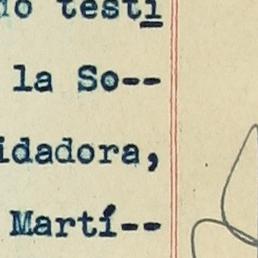 do testi
la So--
idadora,
Martí--